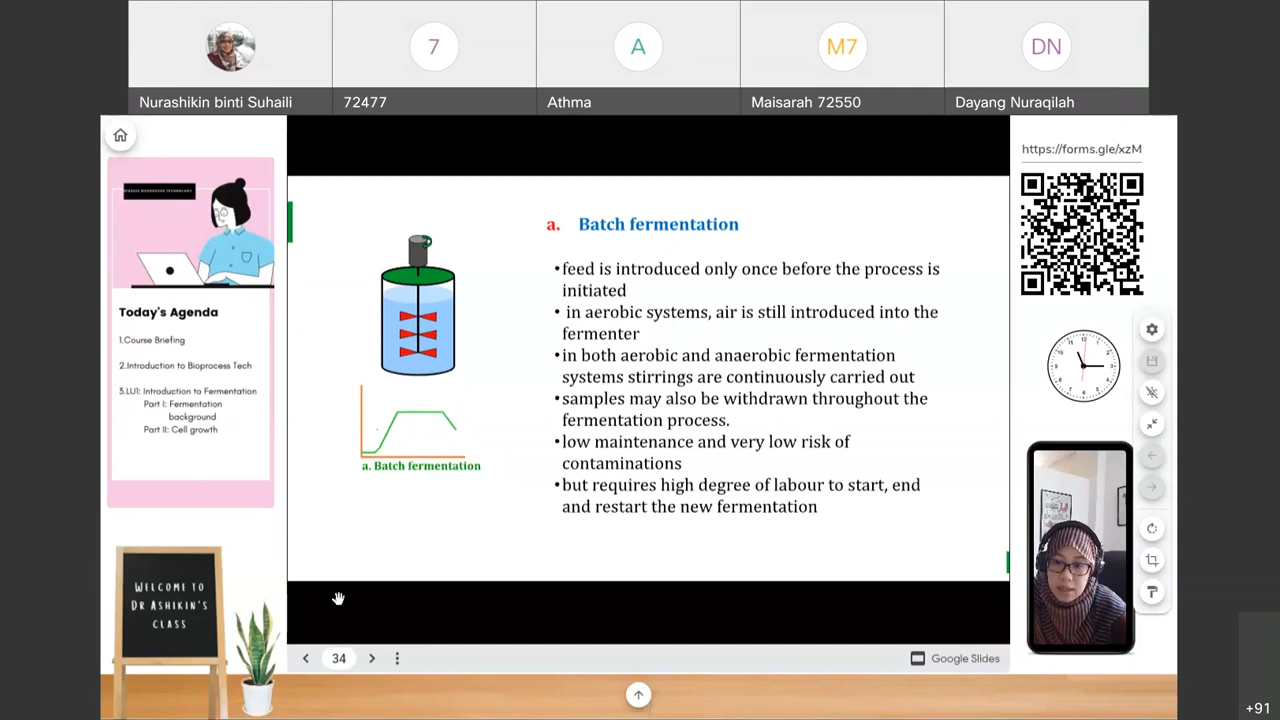 7
A
M7
DN
Nurashikin binti Suhaili
72477
Athma
Maisarah 72550
Dayang Nuraqilah
Today's Agenda
1.Course Briefing
2.Introduction to Bioprocess Tech
3.LU1: Introduction to Fermentation
Part I: Fermentation
background
Part II: Cell growth
WELCOME TO
DR ASHIKIN'S
CLASS
a. Batch fermentation
a. Batch fermentation
•feed is introduced only once before the process is
initiated
• in aerobic systems, air is still introduced into the
fermenter
•in both aerobic and anaerobic fermentation
systems stirrings are continuously carried out
•samples may also be withdrawn throughout the
fermentation process.
•low maintenance and very low risk of
contaminations
•but requires high degree of labour to start, end
and restart the new fermentation
34
Google Slides
https://forms.gle/xzM
+91